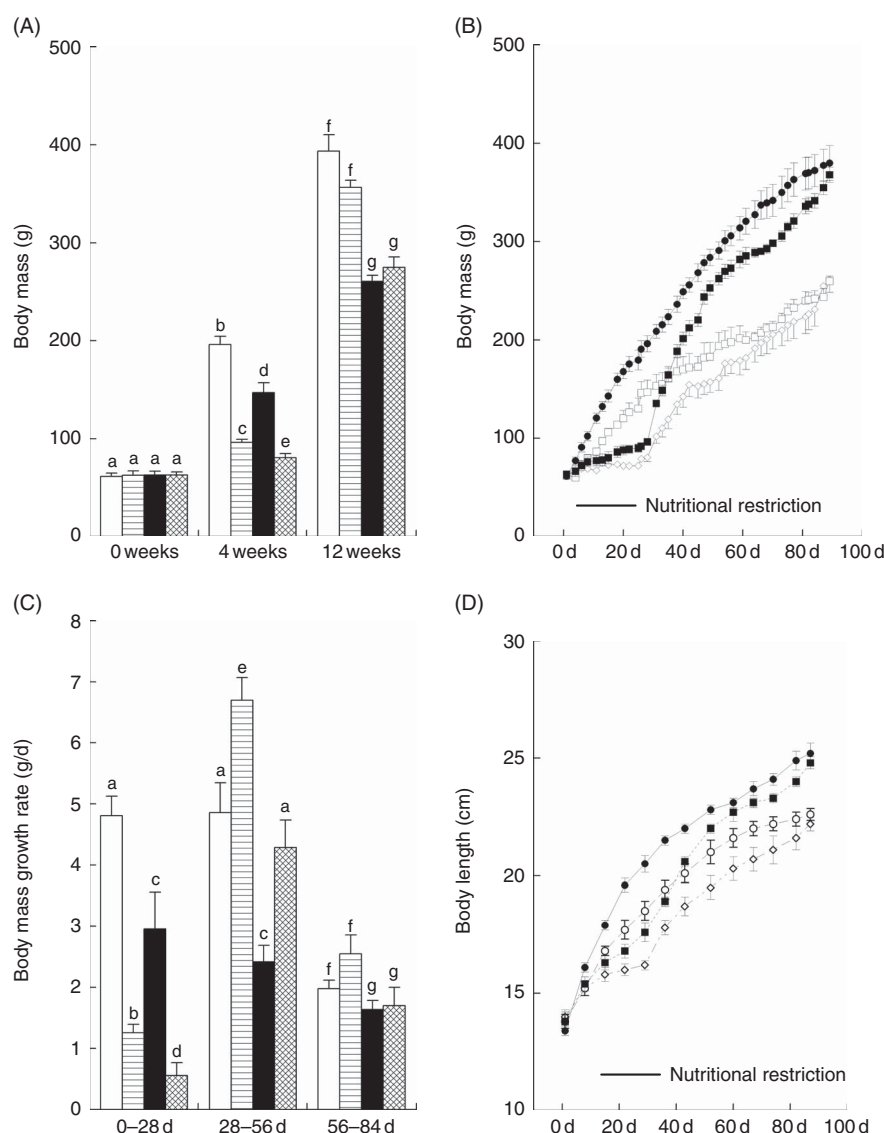 (A)
500
400
300
200
100
0
Body mass (g)
a a a a
b
c
d
e
f
f
g g
0 weeks 4 weeks 12 weeks
(B)
500
400
300
200
100
0
Body mass (g)
Nutritional restriction
0 d 20 d 40 d 60 d 80 d 100 d
(C)
8
7
6
5
4
3
2
1
0
Body mass growth rate (g/d)
a
b
c
d
a
e
c
a
f
f
g g
0–28 d 28–56 d 56–84 d
(D)
30
25
20
15
10
Body length (cm)
Nutritional restriction
0 d 20 d 40 d 60 d 80 d 100 d